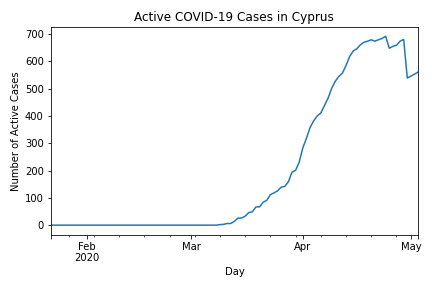 Active COVID-19 Cases in Cyprus
Number of Active Cases
700
600
500
400
300
200
100
0
Feb
2020
Mar
Apr
May
Day